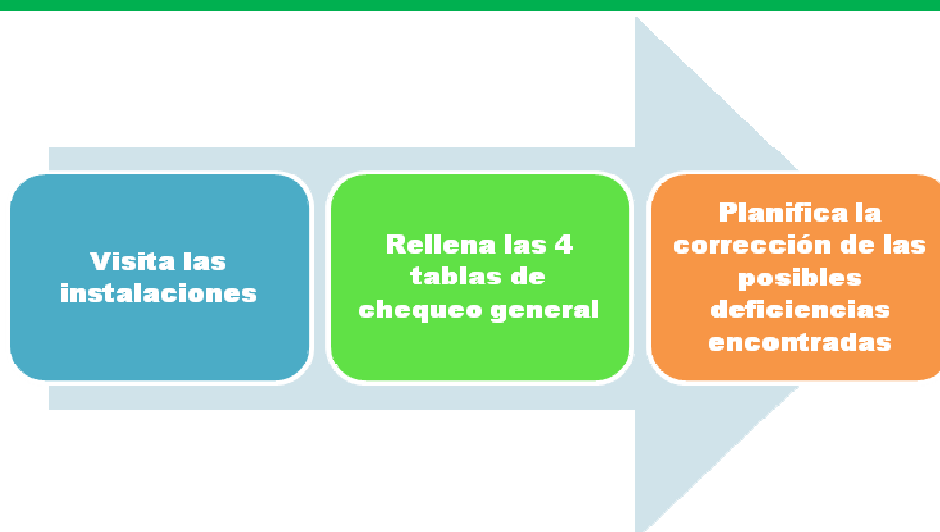 Visita las
instalaciones
Rellena las 4
tablas de
chequeo general
Planifica la
corrección de las
posibles
deficiencias
encontradas